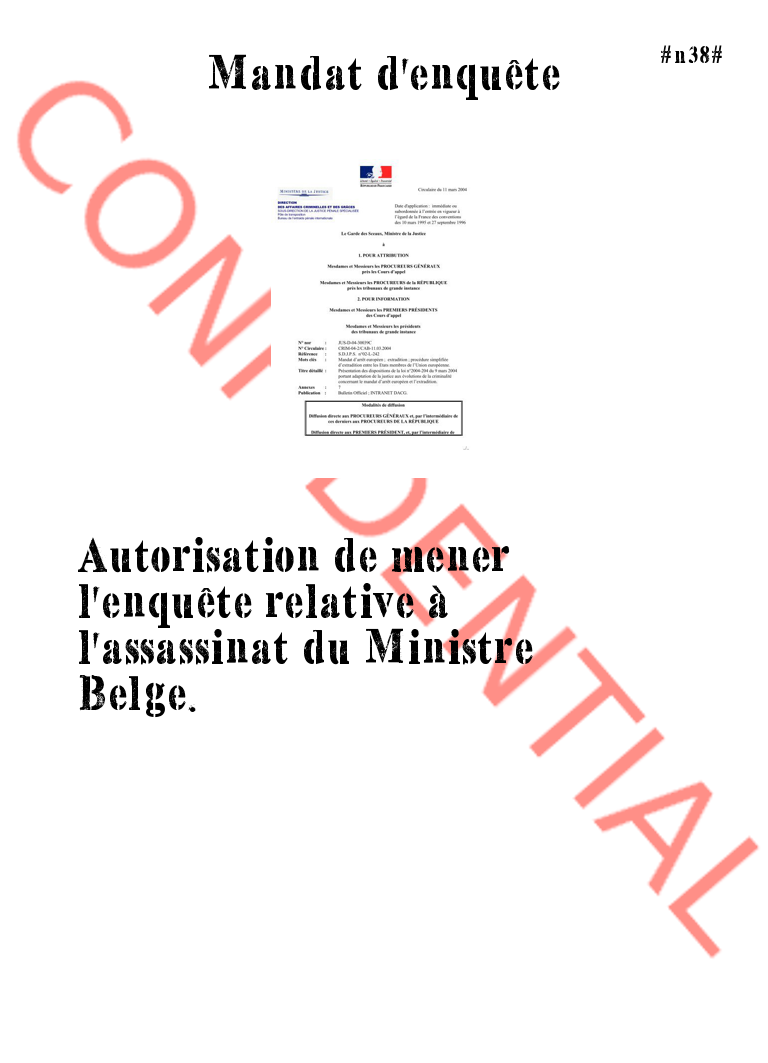 #n38#
Mandat d'enquête
CONFIDENTIAL
RÉPUBLIQUE FRANÇAISE
MINISTÈRE DE LA JUSTICE
Circulaire du 11 mars 2004
DIRECTION
DES AFFAIRES CRIMINELLES ET DES GRÂCES
SOUS-DIRECTION DE LA JUSTICE PÉNALE SPÉCIALISÉE
Bureau de l'entraide pénale internationale
Date d'application : immédiate ou
subordonnée à l'entrée en vigueur à
l'égard de la France des conventions
des 10 mars 1995 et 27 septembre 1996
Le Garde des Sceaux, Ministre de la Justice
à
1. POUR ATTRIBUTION
Mesdames et Messieurs les PROCUREURS GÉNÉRAUX
près les Cours d'appel
Mesdames et Messieurs les PROCUREURS de la RÉPUBLIQUE
près les tribunaux de grande instance
2. POUR INFORMATION
Mesdames et Messieurs les PREMIERS PRÉSIDENTS
des Cours d'appel
Mesdames et Messieurs les présidents
des tribunaux de grande instance
N° nor : JUS-D-04-30039C
N° Circulaire : CRIM-04-2/CAB-11.03.2004
Référence : S.D.J.P.S. n°02-L-242
Mots clés : Mandat d'arrêt européen ; extradition ; procédure simplifiée
d'extradition entre les Etats membres de l'Union européenne
Titre détaillé : Présentation des dispositions de la loi n°2004-204 du 9 mars 2004
portant adaptation de la justice aux évolutions de la criminalité
concernant le mandat d'arrêt européen et l'extradition.
Annexes : 7
Publication : Bulletin Officiel ; INTRANET DACG.
Modalités de diffusion
Diffusion directe aux PROCUREURS GÉNÉRAUX et, par l'intermédiaire de
ces derniers aux PROCUREURS DE LA RÉPUBLIQUE
Diffusion directe aux PREMIERS PRÉSIDENT, et, par l'intermédiaire de
Autorisation de mener
l'enquête relative à
l'assassinat du Ministre
Belge.